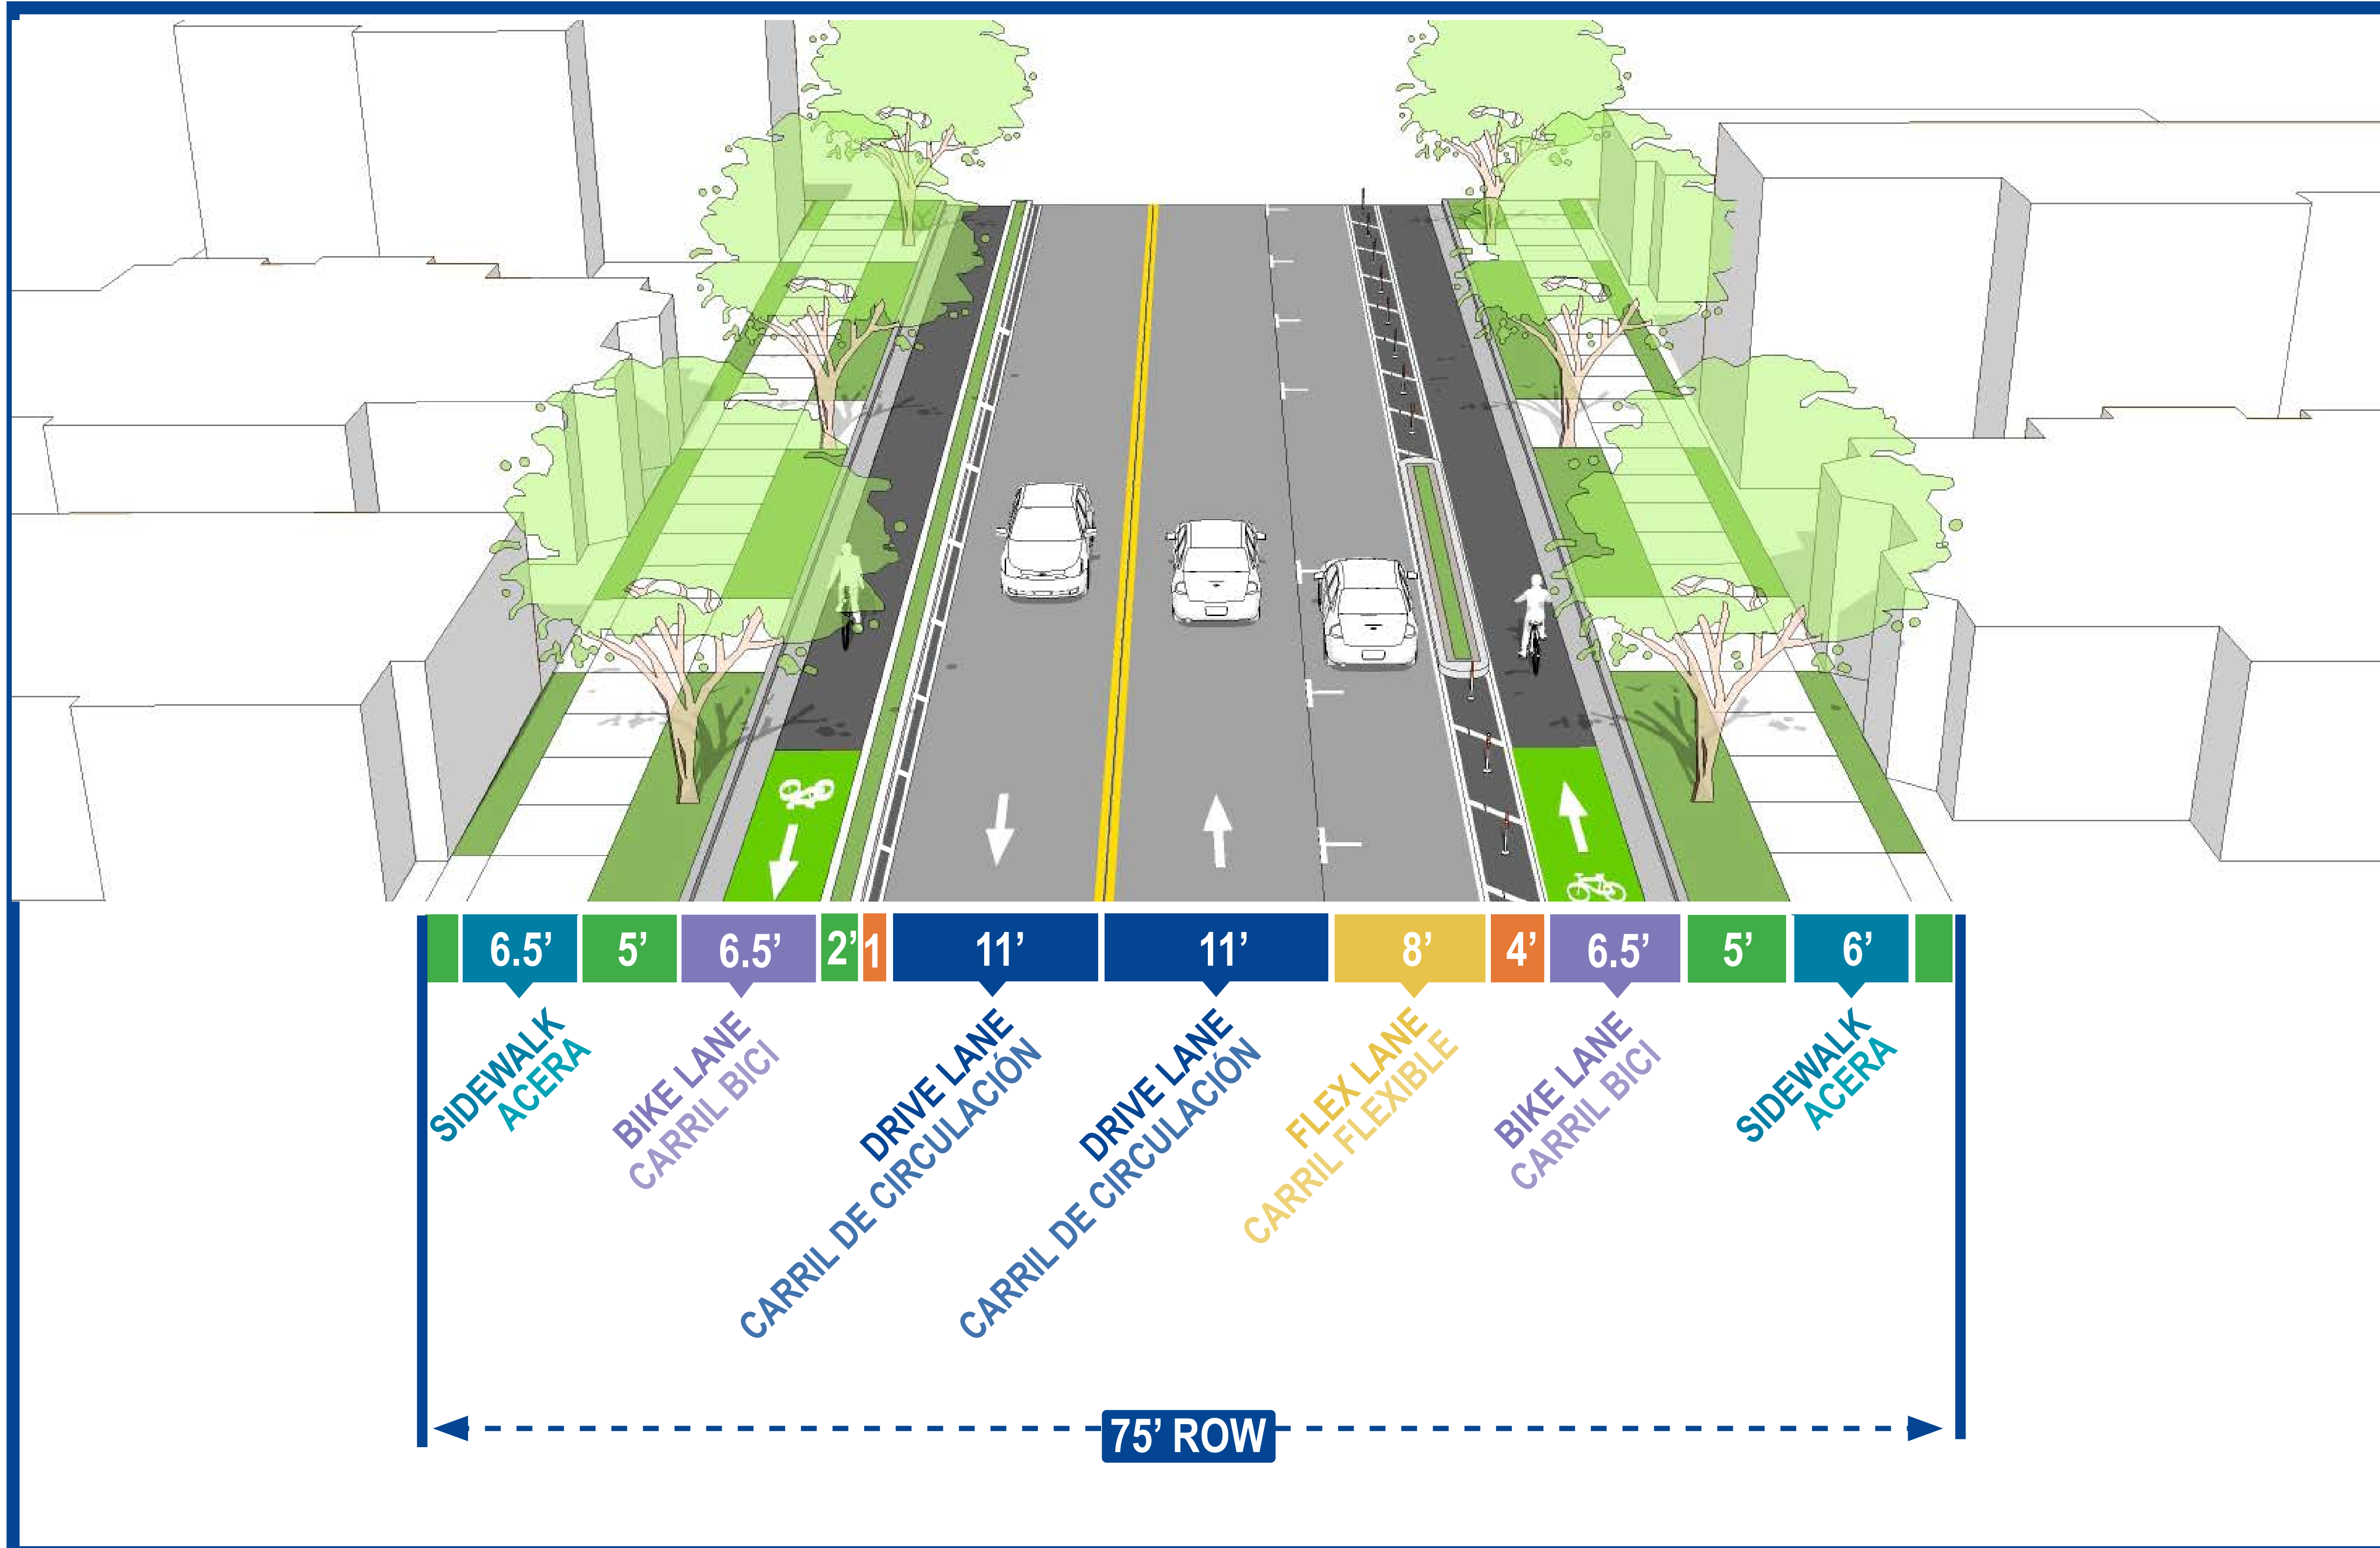 6.5’ 5’ 6.5’ 2’ 1 11’ 11’ 8’ 4’ 6.5’ 5’ 6’
SIDEWALK
ACERA
BIKE LANE
CARRIL BICI
DRIVE LANE
CARRIL DE CIRCULACIÓN
DRIVE LANE
CARRIL DE CIRCULACIÓN
FLEX LANE
CARRIL FLEXIBLE
BIKE LANE
CARRIL BICI
SIDEWALK
ACERA
75’ ROW